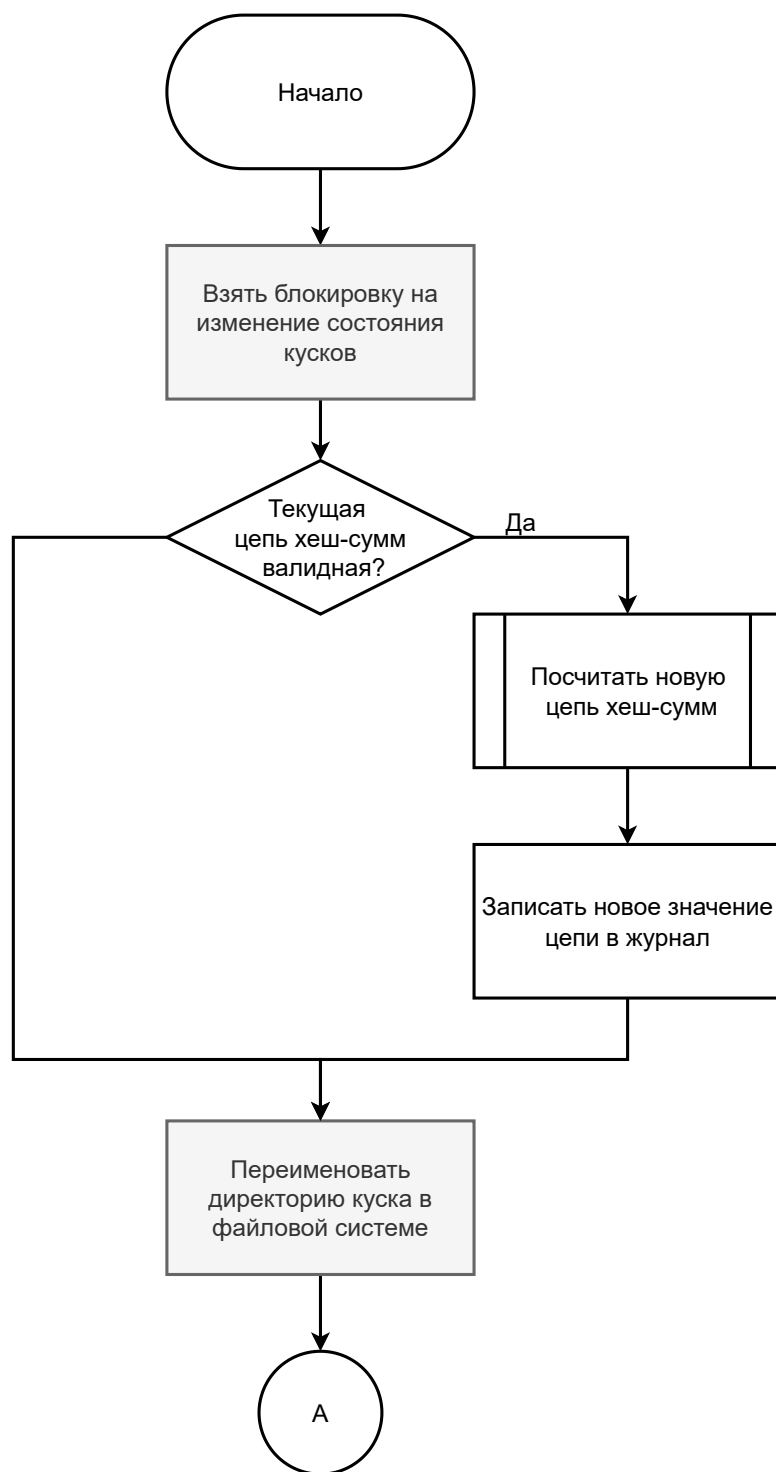 Начало
Взять блокировку на
изменение состояния
кусков
Текущая
цепь хеш-сумм
валидная?
Да
Посчитать новую
цепь хеш-сумм
Записать новое значение
цепи в журнал
Переименовать
директорию куска в
файловой системе
А